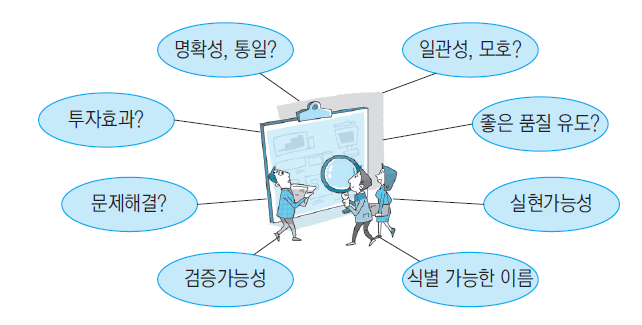 명확성, 통일?
일관성, 모호?
투자효과?
좋은 품질 유도?
문제해결?
실현가능성
검증가능성
식별 가능한 이름